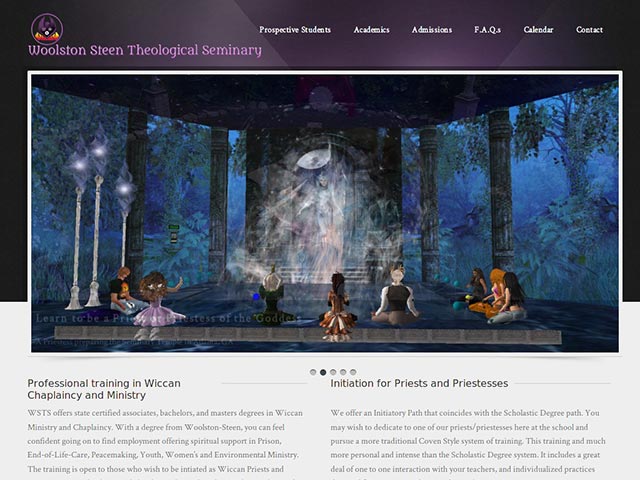 Woolston Steen Theological Seminary
Prospective Students Academics Admissions F.A.Q.s Calendar Contact
Learn to be a Priest or Priestess of the Goddess
Professional training in Wiccan
Chaplaincy and Ministry
WSTS offers state certified associates, bachelors, and masters degrees in Wiccan
Ministry and Chaplaincy. With a degree from Woolston-Steen, you can feel
confident going on to find employment offering spiritual support in Prison,
End-of-Life-Care, Peacemaking, Youth, Women's and Environmental Ministry.
The training is open to those who wish to be intiated as Wiccan Priests and
Initiation for Priests and Priestesses
We offer an Initiatory Path that coincides with the Scholastic Degree path. You
may wish to dedicate to one of our priests/priestesses here at the school and
pursue a more traditional Coven Style system of training. This training and much
more personal and intense than the Scholastic Degree system. It includes a great
deal of one to one interaction with your teachers, and individualized practices